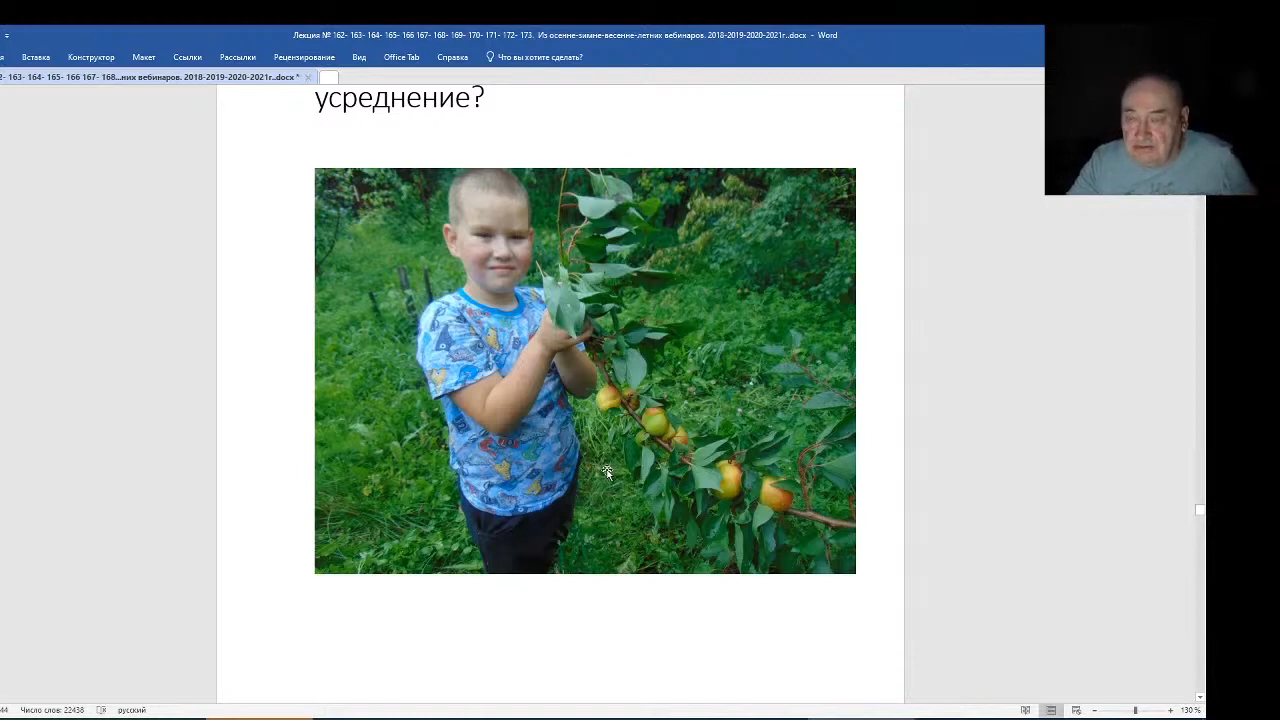 Лекция № 162- 163- 164- 165- 166 167- 168- 169- 170- 171- 172- 173.  Из осенне-зимне-весенне-летних вебинаров. 2018-2019-2020-2021г..docx - Word
Вставка Конструктор Макет Ссылки Рассылки Рецензирование Вид Office Tab Справка Что вы хотите сделать?
2- 163- 164- 165- 166 167- 168...них вебинаров. 2018-2019-2020-2021г..docx *
усреднение?
44 Число слов: 22438 русский 130 %